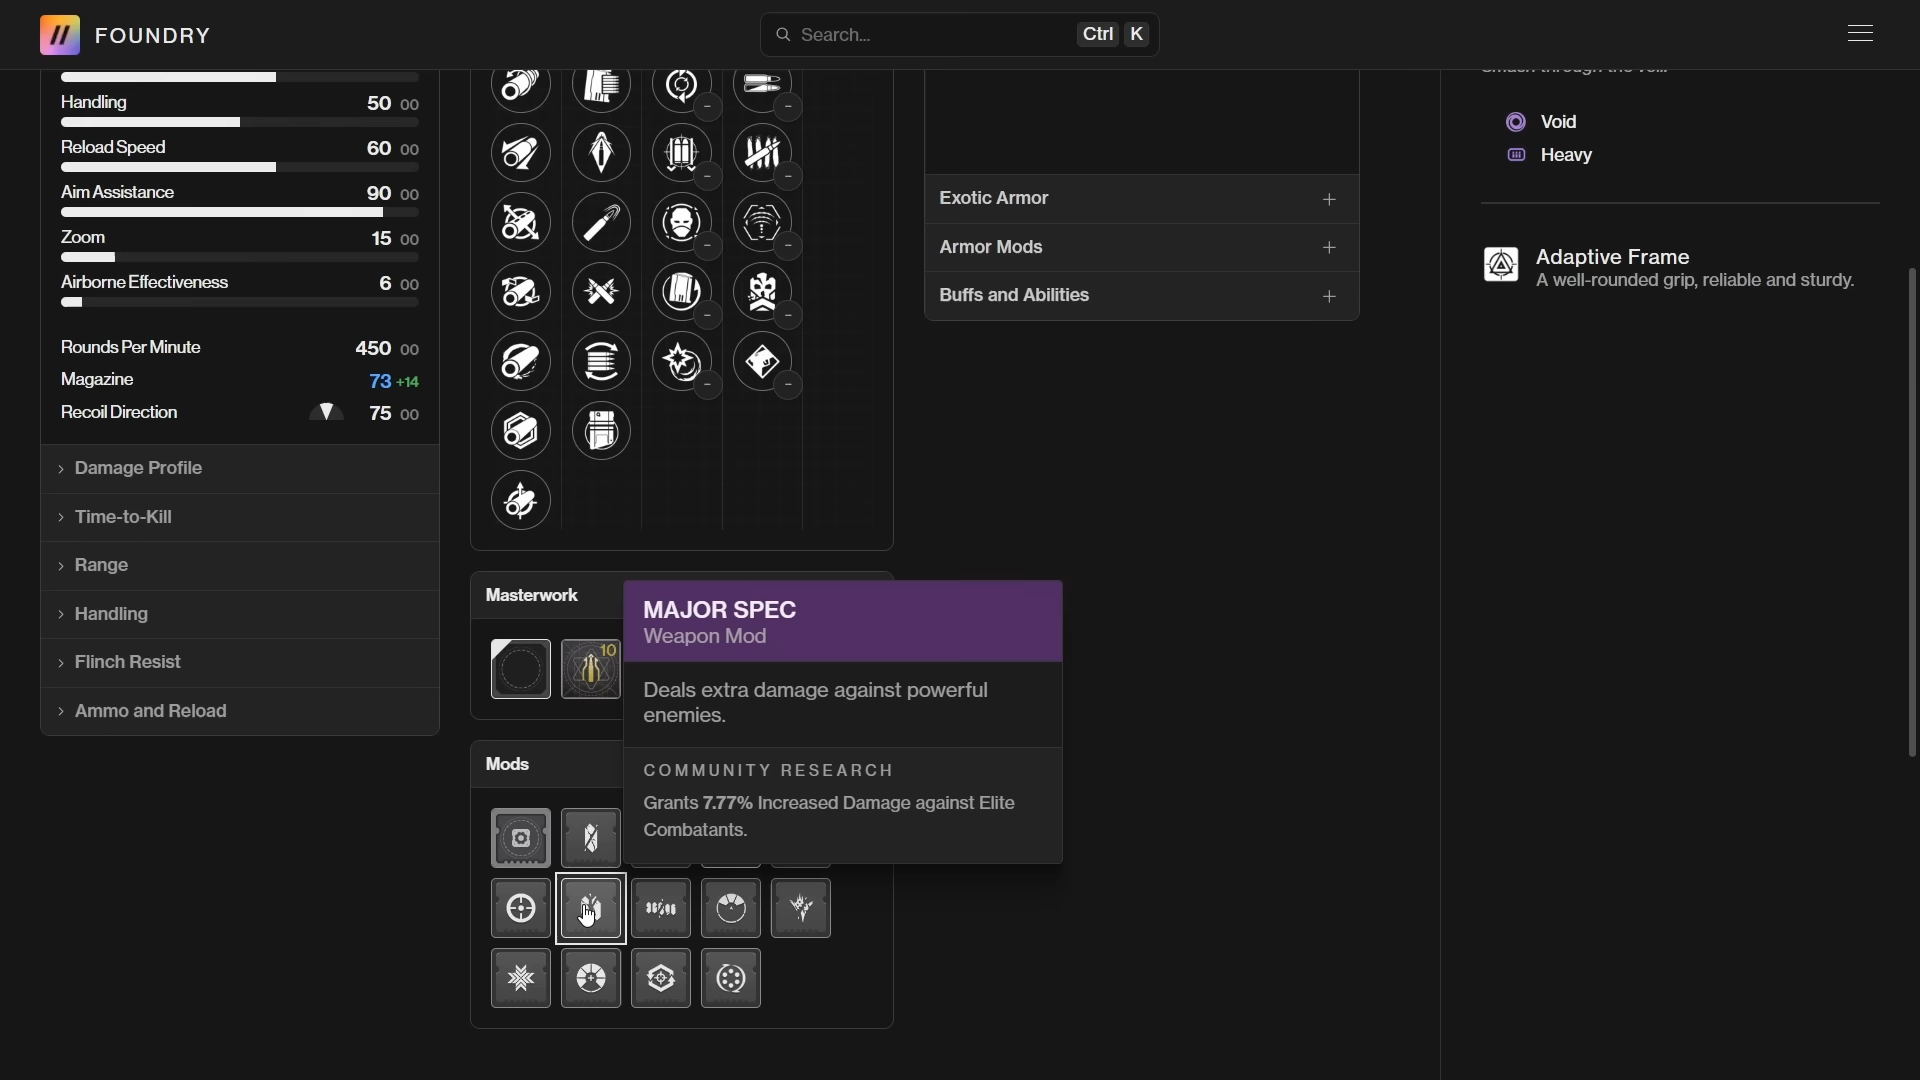 FOUNDRY
Search...
Ctrl K
Handling 50 00
Reload Speed 60 00
Aim Assistance 90 00
Zoom 15 00
Airborne Effectiveness 6 00
Rounds Per Minute 450 00
Magazine 73 +14
Recoil Direction 75 00
Damage Profile
Time-to-Kill
Range
Handling
Flinch Resist
Ammo and Reload
Masterwork
10
Mods
MAJOR SPEC
Weapon Mod
Deals extra damage against powerful
enemies.
COMMUNITY RESEARCH
Grants 7.77% Increased Damage against Elite
Combatants.
Exotic Armor
Armor Mods
Buffs and Abilities
Void
Heavy
Adaptive Frame
A well-rounded grip, reliable and sturdy.